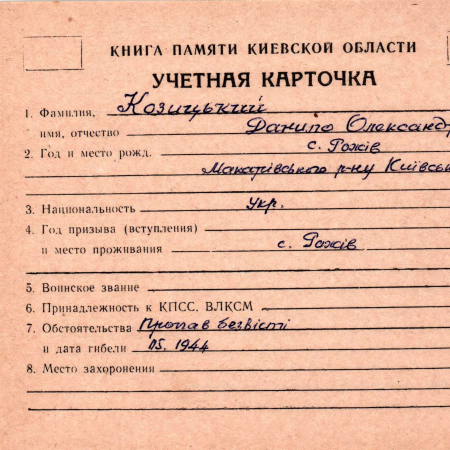 КНИГА ПАМЯТИ КИЕВСКОЙ ОБЛАСТИ
УЧЕТНАЯ КАРТОЧКА
1. Фамилия, Козицький
имя, отчество Данило Олександр
2. Год и место рожд. с. Рожів
Макарівського р-ну Київсь
3. Национальность укр.
4. Год призыва (вступления)
и место проживания с. Рожів
5. Воинское звание
6. Принадлежность к КПСС, ВЛКСМ
7. Обстоятельства Пропав безвісті
и дата гибели 05. 1944
8. Место захоронения